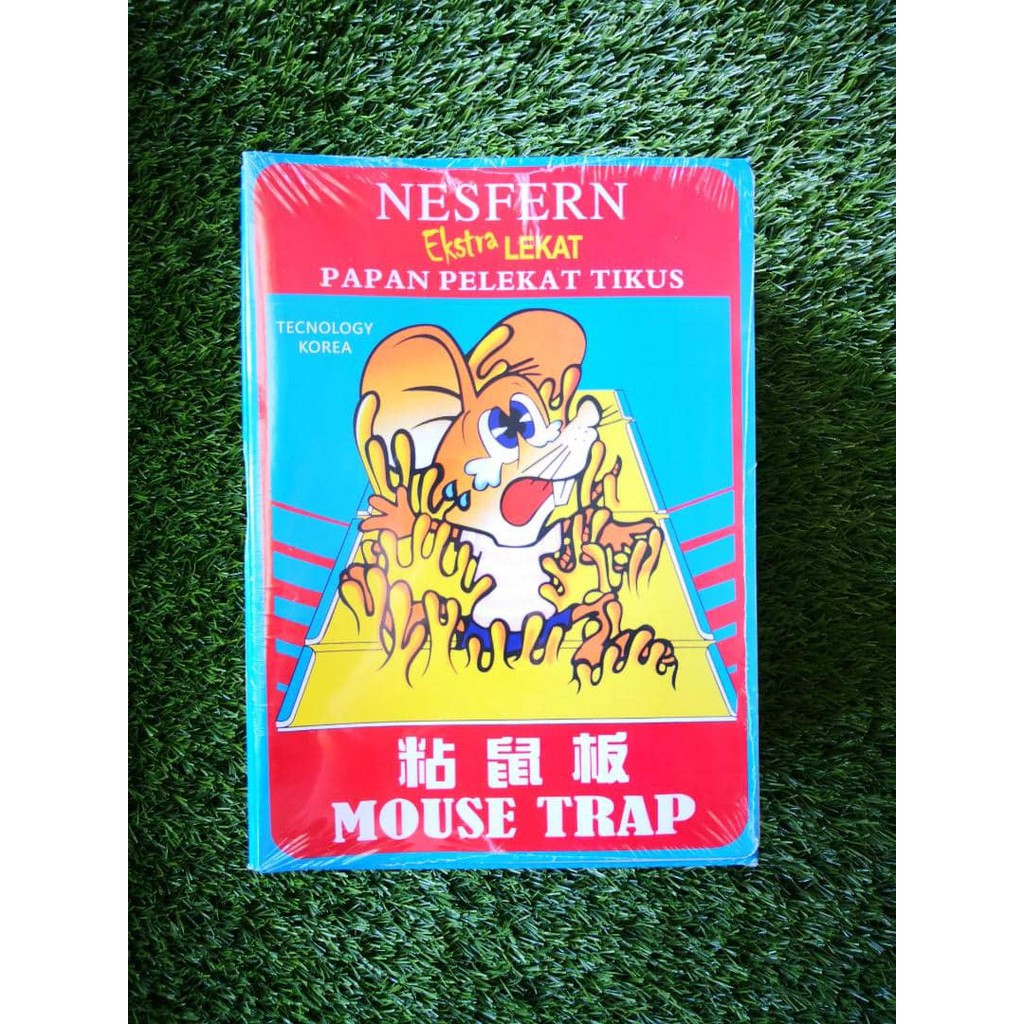 NESFERN
Ekstra LEKAT
PAPAN PELEKAT TIKUS
TECNOLOGY
KOREA
粘鼠板
MOUSE TRAP